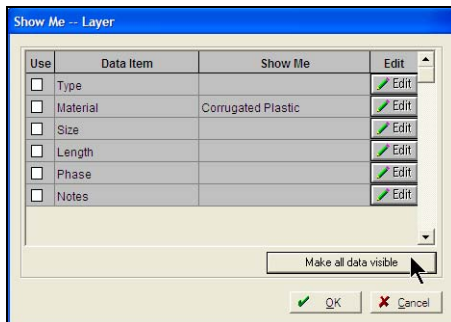 Show Me -- Layer
Use Data Item Show Me Edit
Type Edit
Material Corrugated Plastic Edit
Size Edit
Length Edit
Phase Edit
Notes Edit
Make all data visible
OK Cancel